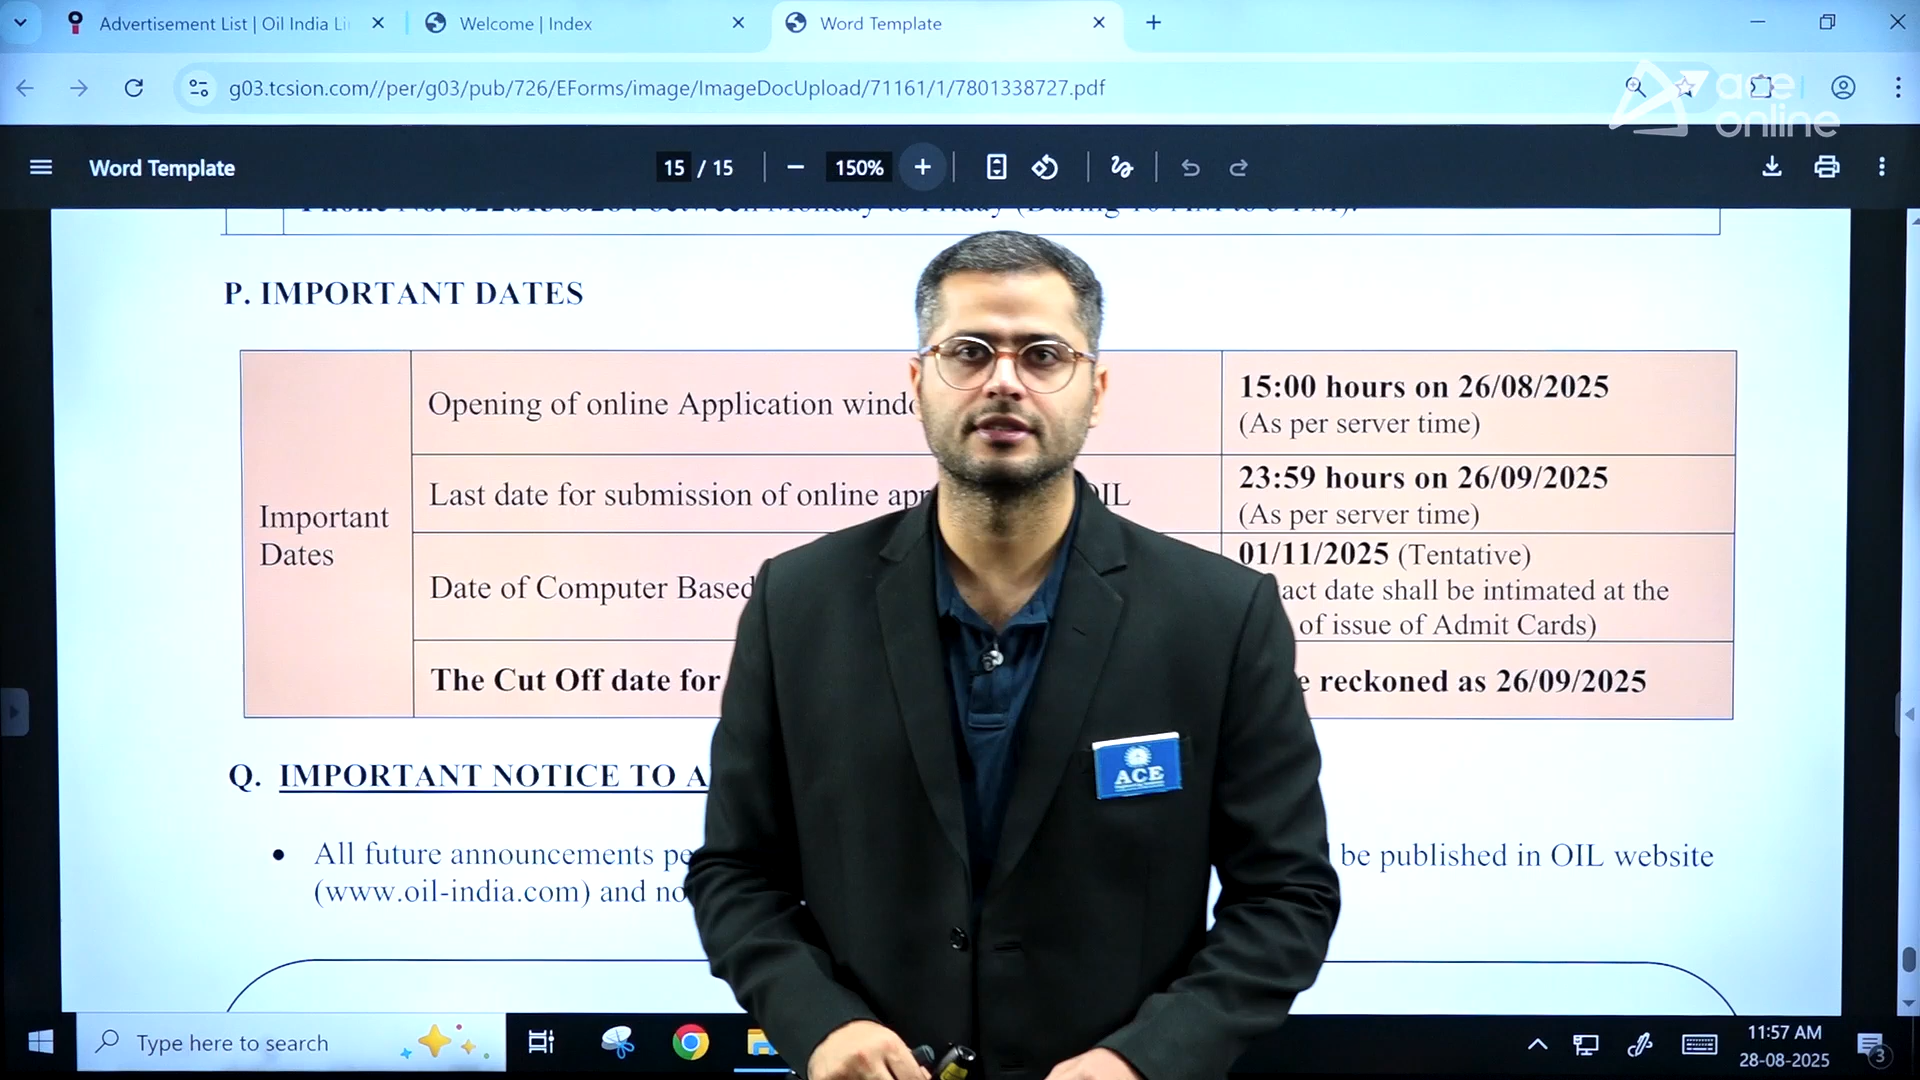 Advertisement List | Oil India Li
Welcome | Index
Word Template
g03.tcsion.com//per/g03/pub/726/EForms/image/ImageDocUpload/71161/1/7801338727.pdf
ace online
Word Template
15 / 15
150%
P. IMPORTANT DATES
Important Dates
Opening of online Application windo
15:00 hours on 26/08/2025
(As per server time)
Last date for submission of online app OIL
23:59 hours on 26/09/2025
(As per server time)
Date of Computer Based
01/11/2025 (Tentative)
act date shall be intimated at the
of issue of Admit Cards)
The Cut Off date for
e reckoned as 26/09/2025
Q. IMPORTANT NOTICE TO A
• All future announcements pe be published in OIL website
(www.oil-india.com) and no
ACE
Type here to search
11:57 AM
28-08-2025
3